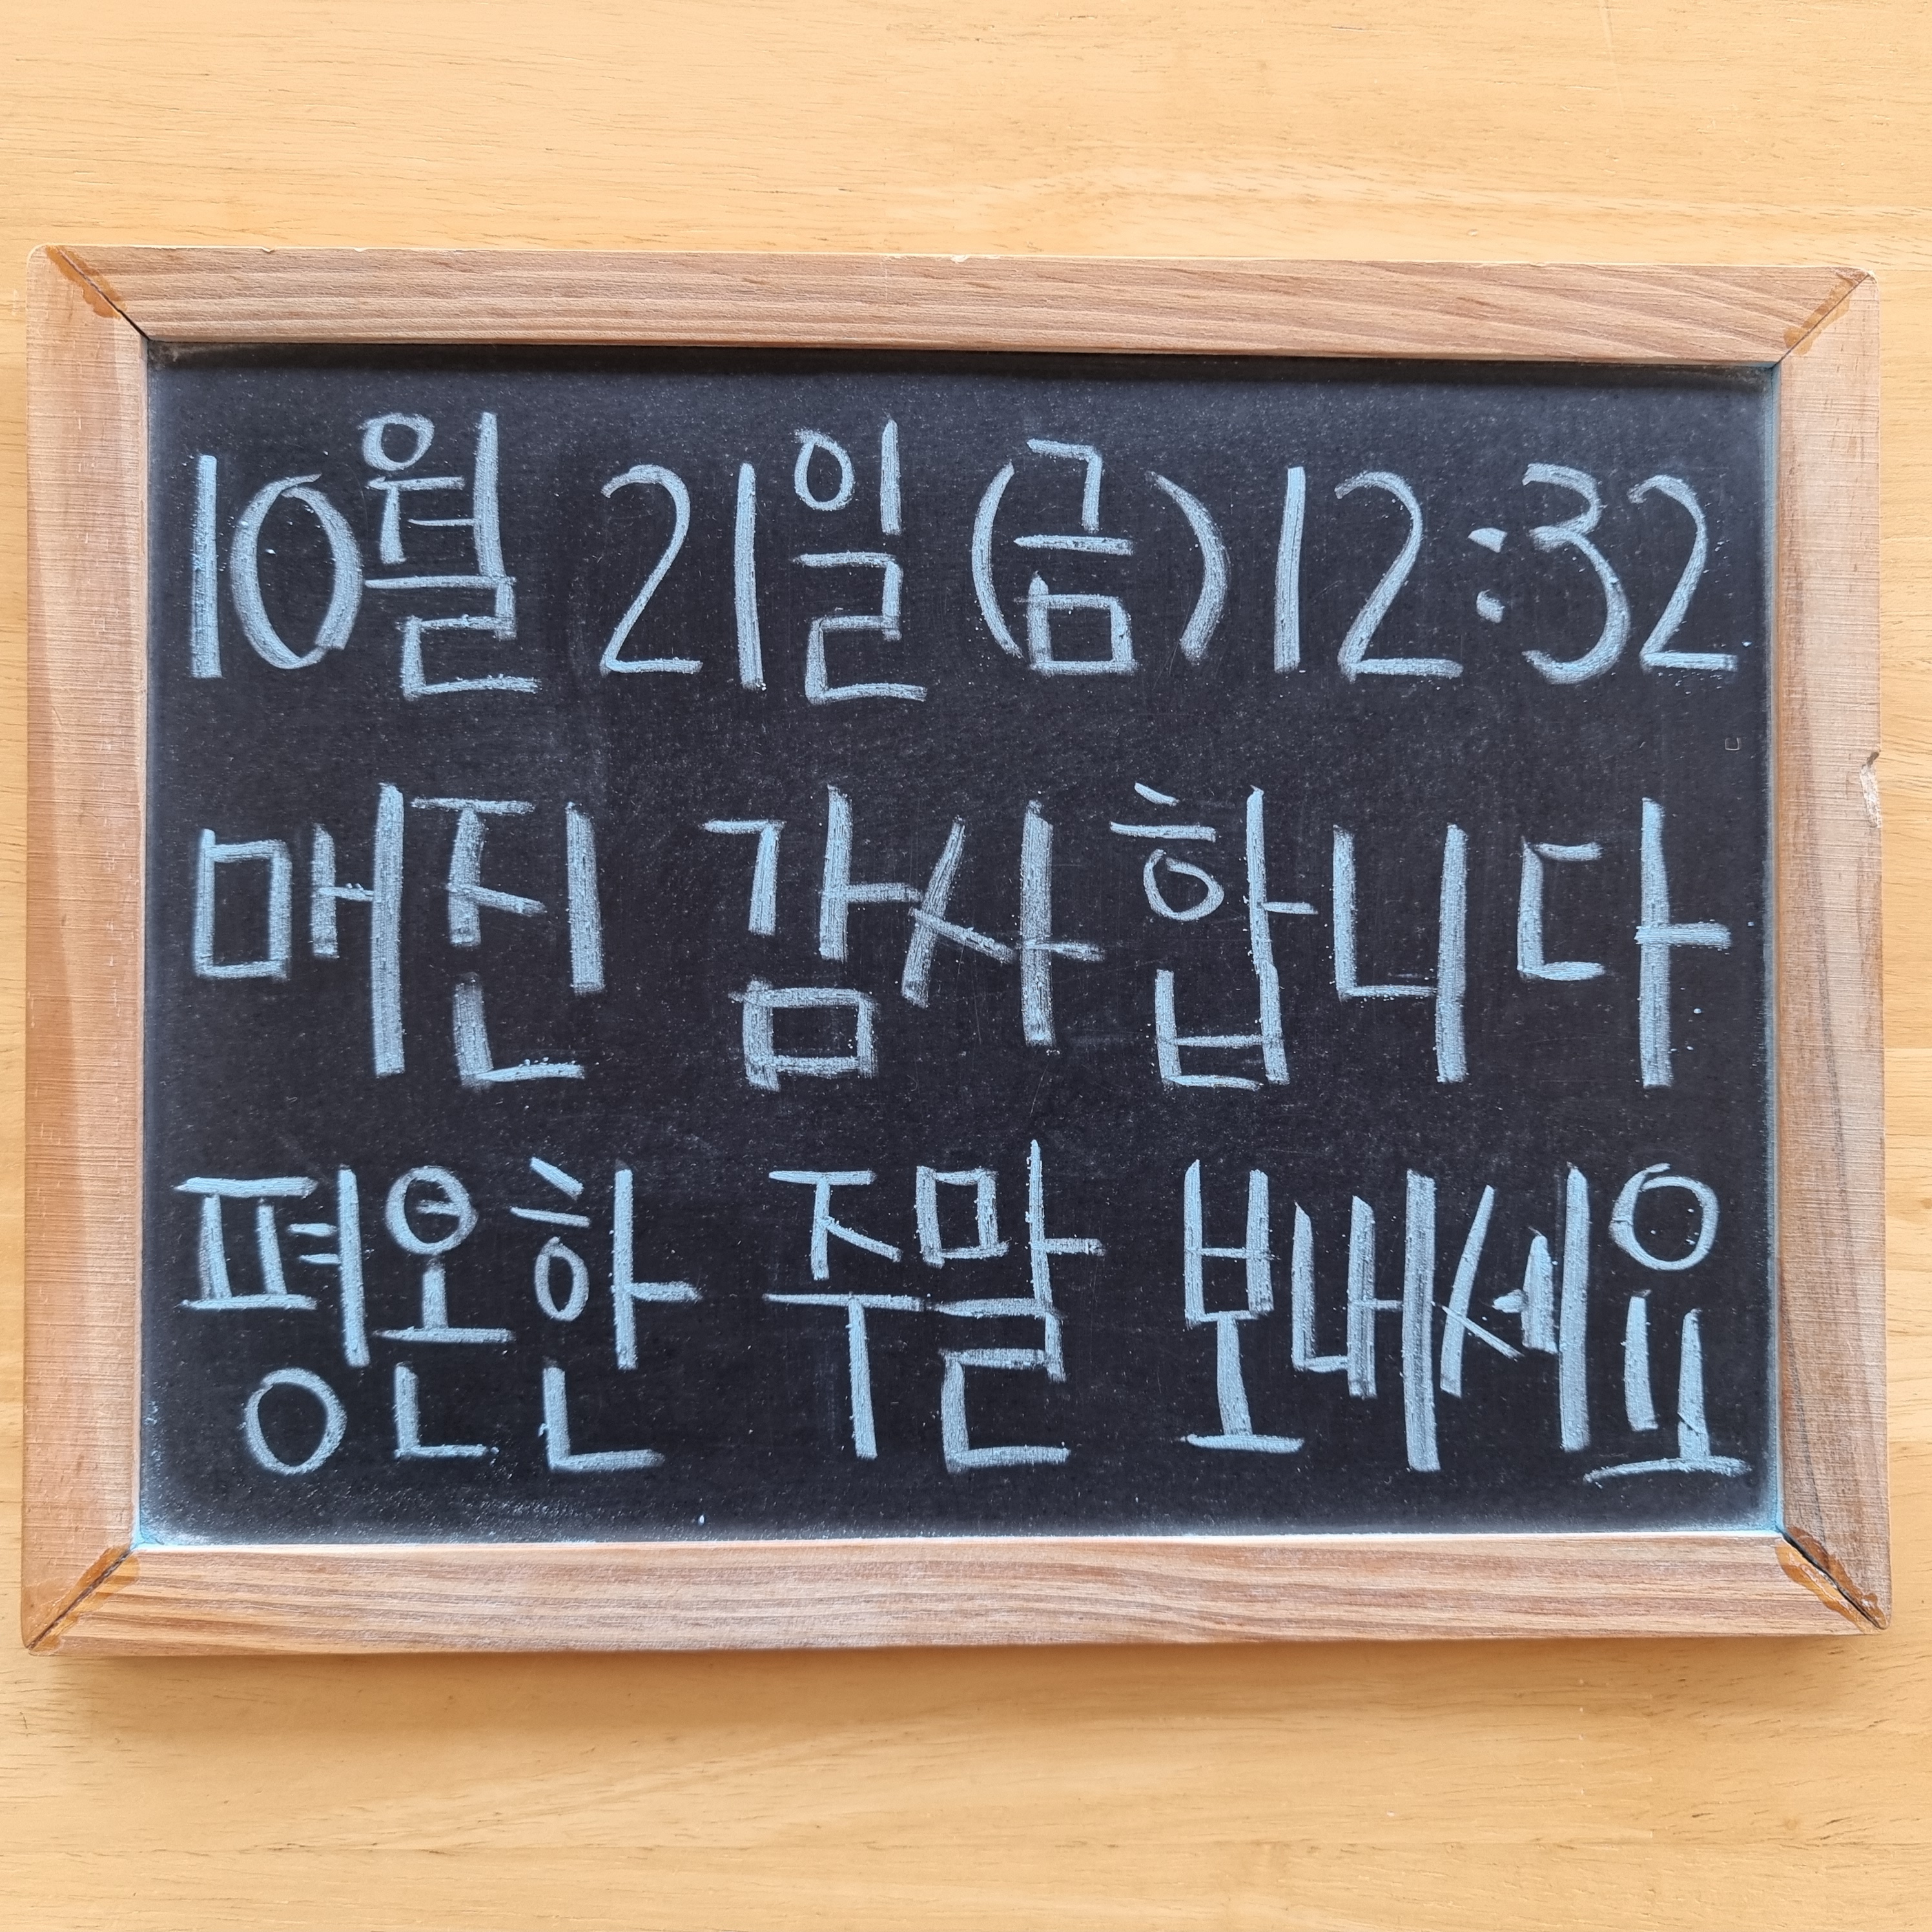 10월 21일(금)12:32
매진 감사합니다
평온한 주말 보내세요